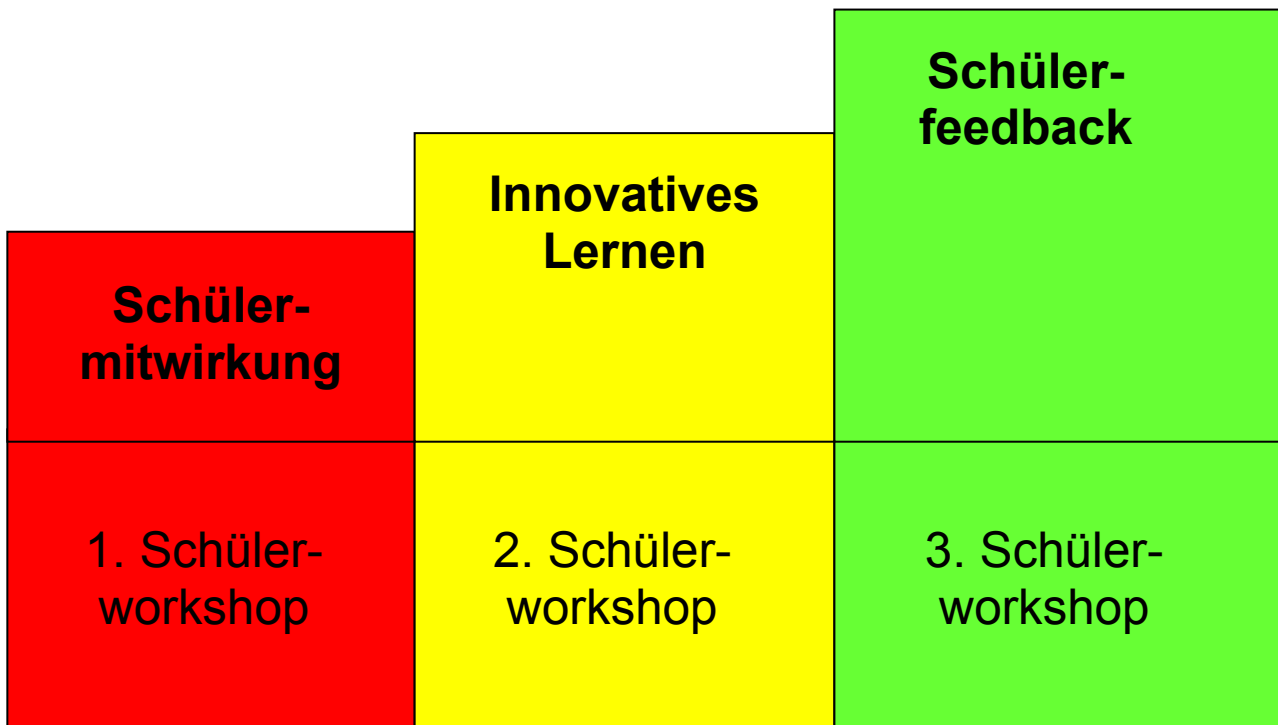 Schüler-
mitwirkung
Innovatives
Lernen
Schüler-
feedback
1. Schüler-
workshop
2. Schüler-
workshop
3. Schüler-
workshop